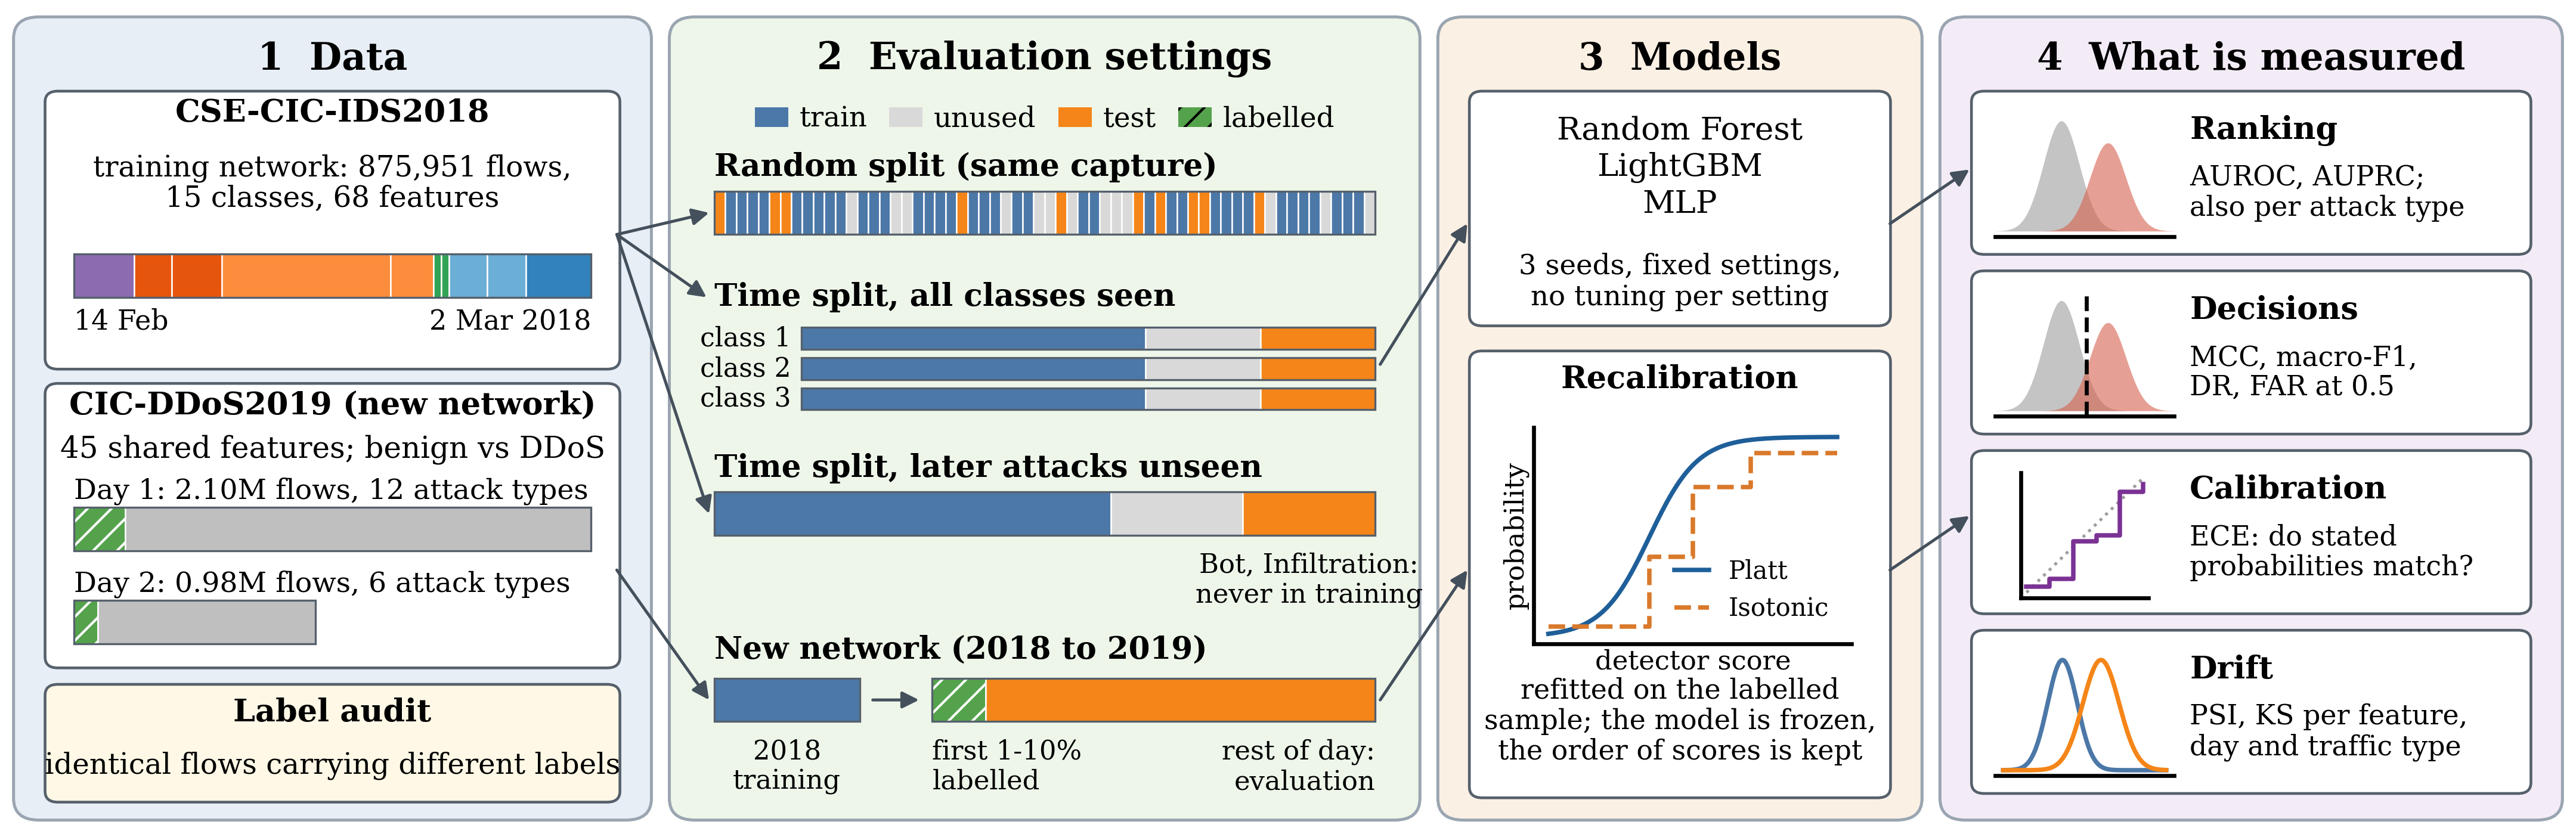 1 Data
CSE-CIC-IDS2018
training network: 875,951 flows,
15 classes, 68 features
14 Feb
2 Mar 2018
CIC-DDoS2019 (new network)
45 shared features; benign vs DDoS
Day 1: 2.10M flows, 12 attack types
Day 2: 0.98M flows, 6 attack types
Label audit
identical flows carrying different labels
2 Evaluation settings
train
unused
test
labelled
Random split (same capture)
Time split, all classes seen
class 1
class 2
class 3
Time split, later attacks unseen
Bot, Infiltration:
never in training
New network (2018 to 2019)
2018
training
first 1-10%
labelled
rest of day:
evaluation
3 Models
Random Forest
LightGBM
MLP
3 seeds, fixed settings,
no tuning per setting
Recalibration
probability
Platt
Isotonic
detector score
refitted on the labelled
sample; the model is frozen,
the order of scores is kept
4 What is measured
Ranking
AUROC, AUPRC;
also per attack type
Decisions
MCC, macro-F1,
DR, FAR at 0.5
Calibration
ECE: do stated
probabilities match?
Drift
PSI, KS per feature,
day and traffic type